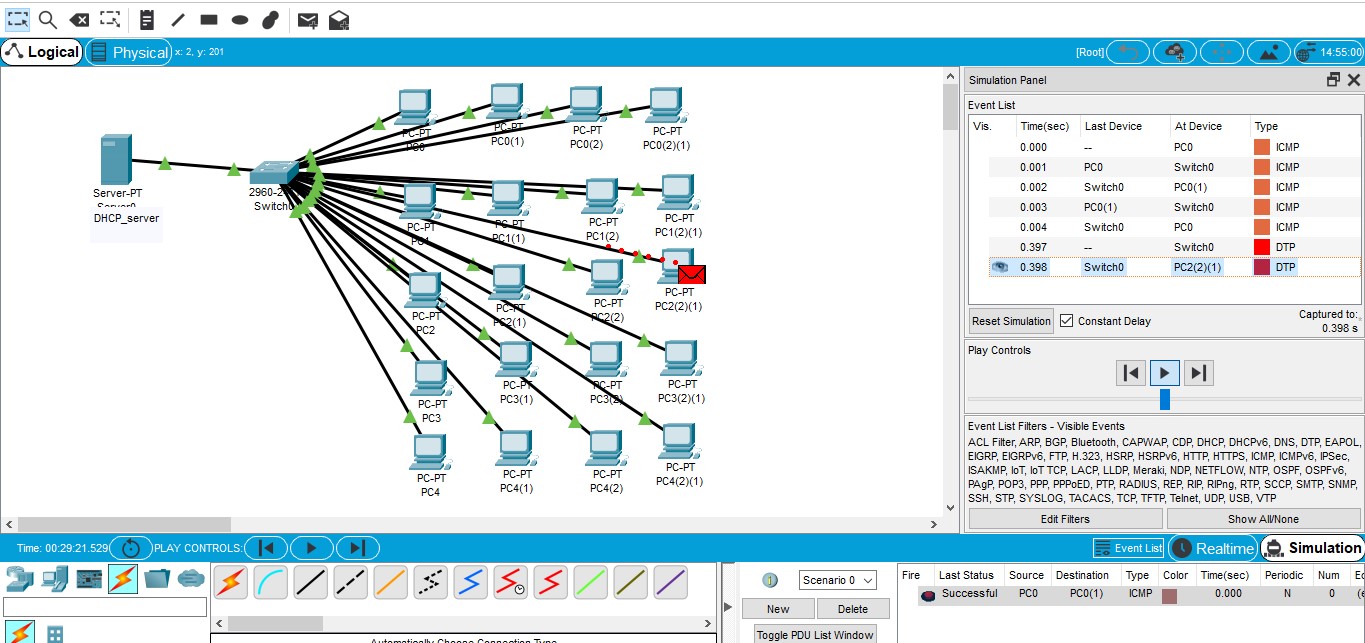 Logical
Physical
x: 2, y: 201
[Root]
14:55:00
Simulation Panel
Event List
Vis. Time(sec) Last Device At Device Type
0.000 -- PC0 ICMP
0.001 PC0 Switch0 ICMP
0.002 Switch0 PC0(1) ICMP
0.003 PC0(1) Switch0 ICMP
0.004 Switch0 PC0 ICMP
0.397 -- Switch0 DTP
0.398 Switch0 PC2(2)(1) DTP
Reset Simulation
Constant Delay
Captured to:
0.398 s
Play Controls
Event List Filters - Visible Events
ACL Filter, ARP, BGP, Bluetooth, CAPWAP, CDP, DHCP, DHCPv6, DNS, DTP, EAPOL,
EIGRP, EIGRPv6, FTP, H.323, HSRP, HSRPv6, HTTP, HTTPS, ICMP, ICMPv6, IPSec,
ISAKMP, IoT, IoT TCP, LACP, LLDP, Meraki, NDP, NETFLOW, NTP, OSPF, OSPFv6,
PAgP, POP3, PPP, PPPoED, PTP, RADIUS, REP, RIP, RIPng, RTP, SCCP, SMTP, SNMP,
SSH, STP, SYSLOG, TACACS, TCP, TFTP, Telnet, UDP, USB, VTP
Edit Filters
Show All/None
Server-PT
Server0
DHCP_server
Switch0
PC-PT
PC0
PC-PT
PC0(1)
PC-PT
PC0(2)
PC-PT
PC0(2)(1)
PC-PT
PC1
PC-PT
PC1(1)
PC-PT
PC1(2)
PC-PT
PC1(2)(1)
PC-PT
PC2
PC-PT
PC2(1)
PC-PT
PC2(2)
PC-PT
PC2(2)(1)
PC-PT
PC3
PC-PT
PC3(1)
PC-PT
PC3(2)
PC-PT
PC3(2)(1)
PC-PT
PC4
PC-PT
PC4(1)
PC-PT
PC4(2)
PC-PT
PC4(2)(1)
Time: 00:29:21.529
PLAY CONTROLS:
Event List
Realtime
Simulation
Scenario 0
New
Delete
Toggle PDU List Window
Fire Last Status Source Destination Type Color Time(sec) Periodic Num
Successful PC0 PC0(1) ICMP 0.000 N 0
Automatically Choose Connection Type